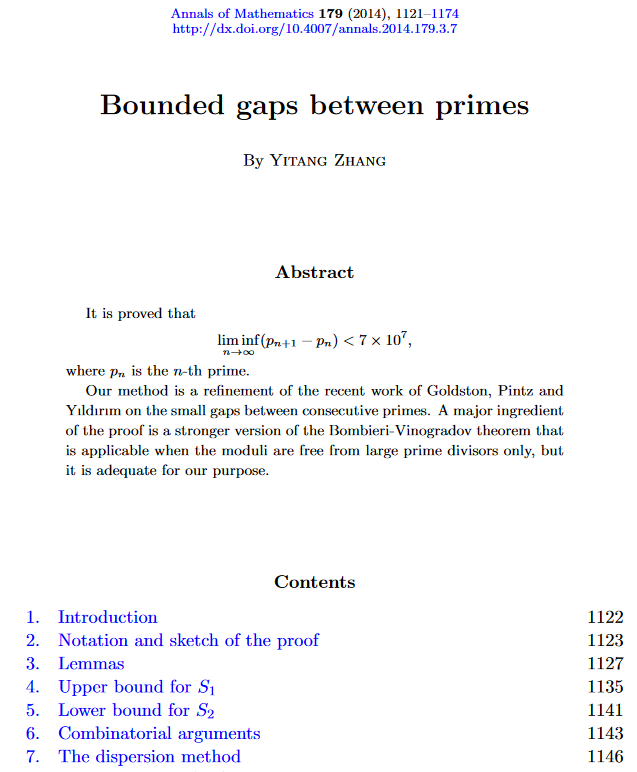 Annals of Mathematics 179 (2014), 1121–1174
http://dx.doi.org/10.4007/annals.2014.179.3.7
Bounded gaps between primes
By Yitang Zhang
Abstract
It is proved that
lim inf (pₙ₊₁ − pₙ) < 7 × 10⁷,
n→∞
where pₙ is the n-th prime.
Our method is a refinement of the recent work of Goldston, Pintz and
Yıldırım on the small gaps between consecutive primes. A major ingredient
of the proof is a stronger version of the Bombieri-Vinogradov theorem that
is applicable when the moduli are free from large prime divisors only, but
it is adequate for our purpose.
Contents
1. Introduction 1122
2. Notation and sketch of the proof 1123
3. Lemmas 1127
4. Upper bound for S₁ 1135
5. Lower bound for S₂ 1141
6. Combinatorial arguments 1143
7. The dispersion method 1146